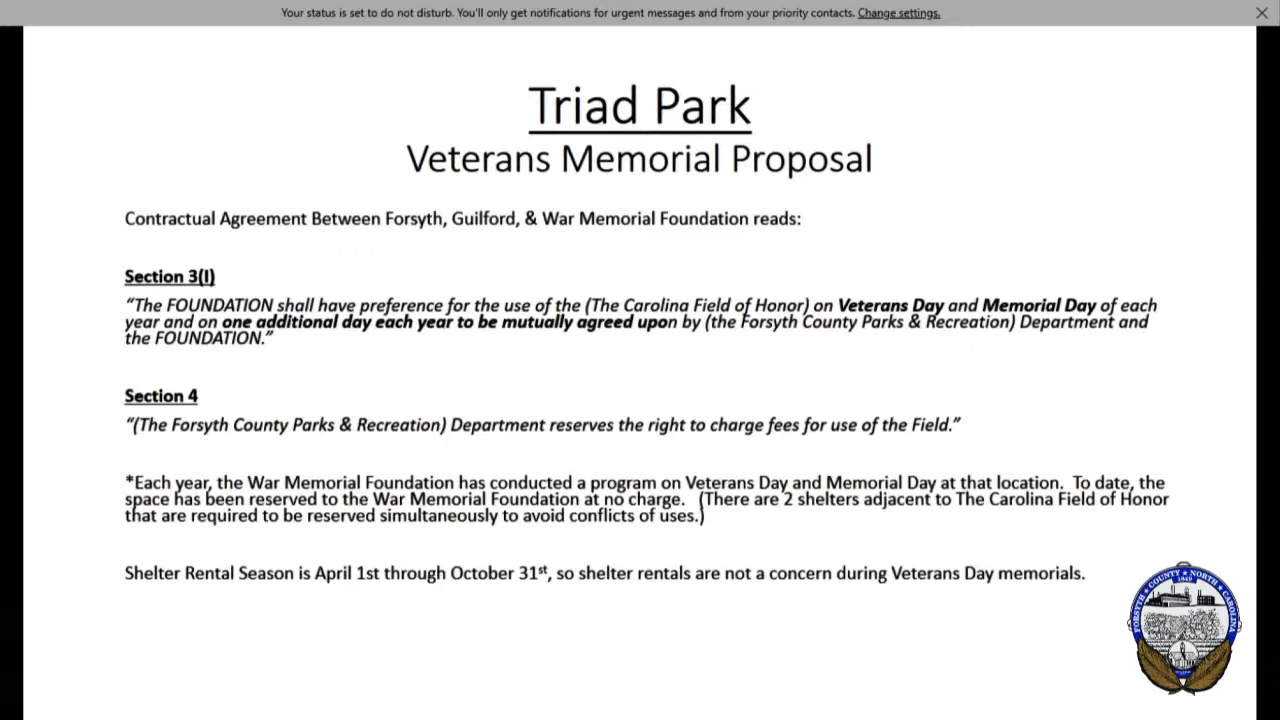 Your status is set to do not disturb. You'll only get notifications for urgent messages and from your priority contacts. Change settings.
Triad Park
Veterans Memorial Proposal
Contractual Agreement Between Forsyth, Guilford, & War Memorial Foundation reads:
Section 3(I)
“The FOUNDATION shall have preference for the use of the (The Carolina Field of Honor) on Veterans Day and Memorial Day of each
year and on one additional day each year to be mutually agreed upon by (the Forsyth County Parks & Recreation) Department and
the FOUNDATION.”
Section 4
“(The Forsyth County Parks & Recreation) Department reserves the right to charge fees for use of the Field.”
*Each year, the War Memorial Foundation has conducted a program on Veterans Day and Memorial Day at that location. To date, the
space has been reserved to the War Memorial Foundation at no charge. (There are 2 shelters adjacent to The Carolina Field of Honor
that are required to be reserved simultaneously to avoid conflicts of uses.)
Shelter Rental Season is April 1st through October 31st, so shelter rentals are not a concern during Veterans Day memorials.
FORSYTH COUNTY ★ NORTH CAROLINA
1849